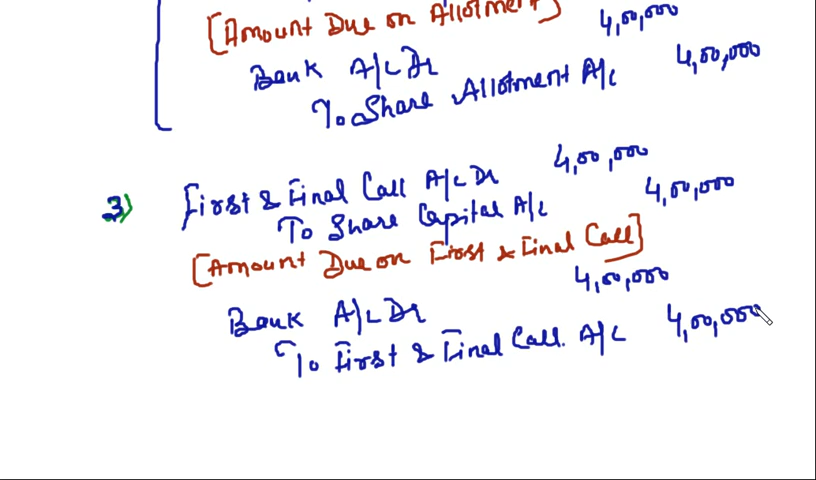 [Amount Due on Allotment]
4,00,000
Bank A/c Dr
To Share Allotment A/c 4,00,000
3) First & Final Call A/c Dr 4,00,000
To Share Capital A/c 4,00,000
[Amount Due on First & Final Call]
Bank A/c Dr 4,00,000
To First & Final Call. A/c 4,00,000